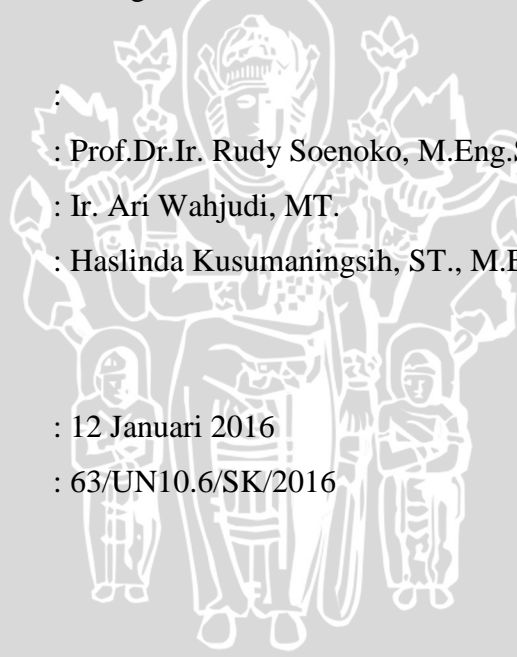 :
: Prof.Dr.Ir. Rudy Soenoko, M.Eng.
: Ir. Ari Wahjudi, MT.
: Haslinda Kusumaningsih, ST.,
: 12 Januari 2016
: 63/UN10.6/SK/2016